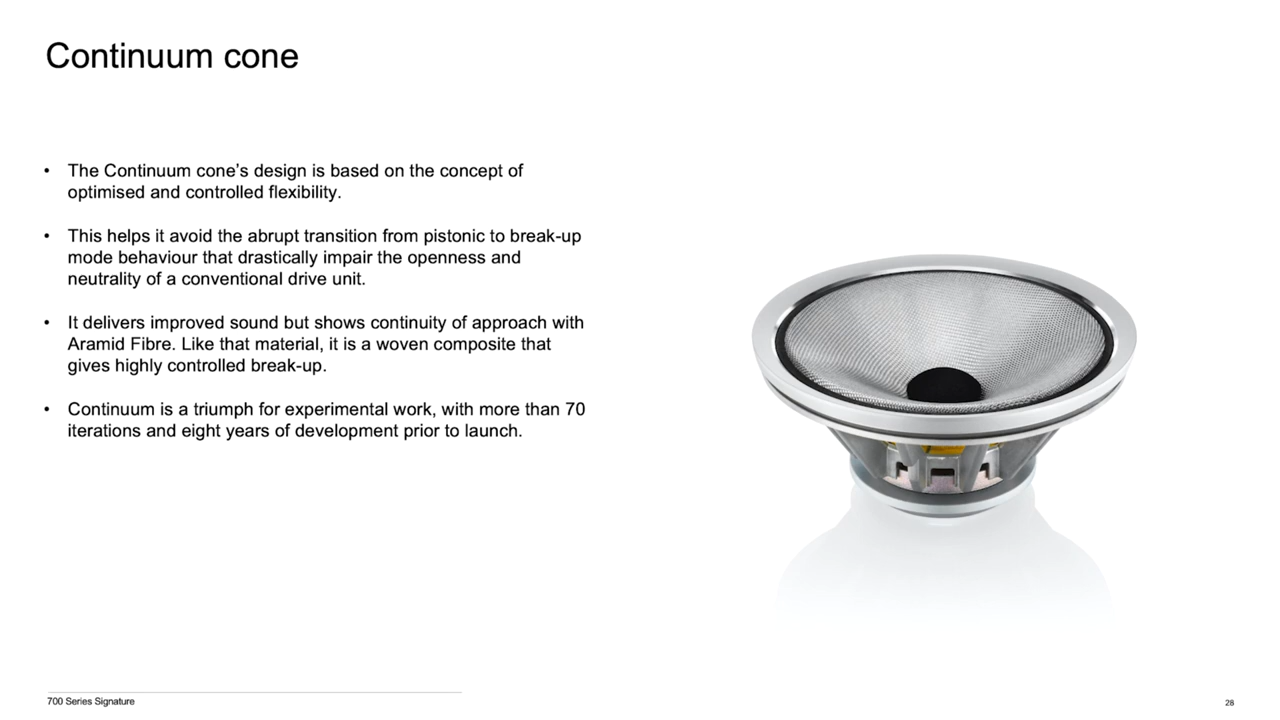 Continuum cone
• The Continuum cone's design is based on the concept of
optimised and controlled flexibility.
• This helps it avoid the abrupt transition from pistonic to break-up
mode behaviour that drastically impair the openness and
neutrality of a conventional drive unit.
• It delivers improved sound but shows continuity of approach with
Aramid Fibre. Like that material, it is a woven composite that
gives highly controlled break-up.
• Continuum is a triumph for experimental work, with more than 70
iterations and eight years of development prior to launch.
700 Series Signature
28